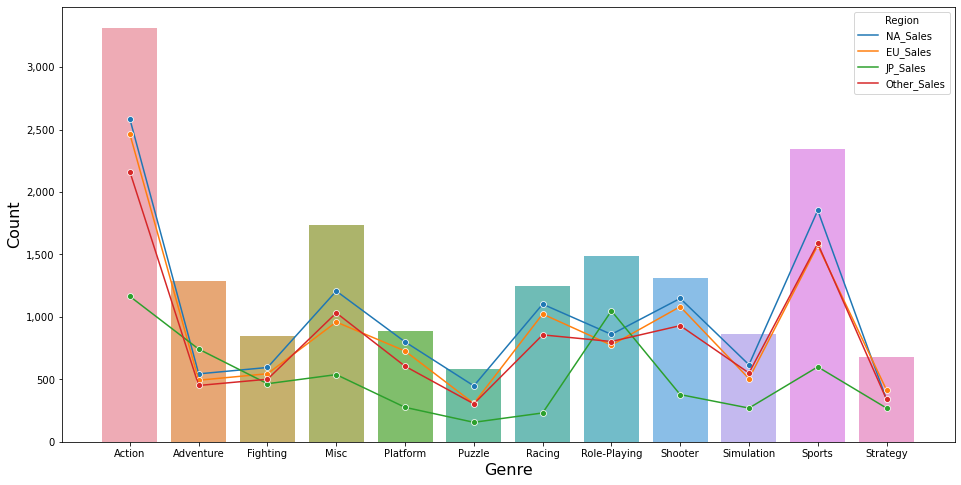 Region
NA_Sales
EU_Sales
JP_Sales
Other_Sales
3,000
2,500
2,000
1,500
1,000
500
0
Count
Action Adventure Fighting Misc Platform Puzzle Racing Role-Playing Shooter Simulation Sports Strategy
Genre